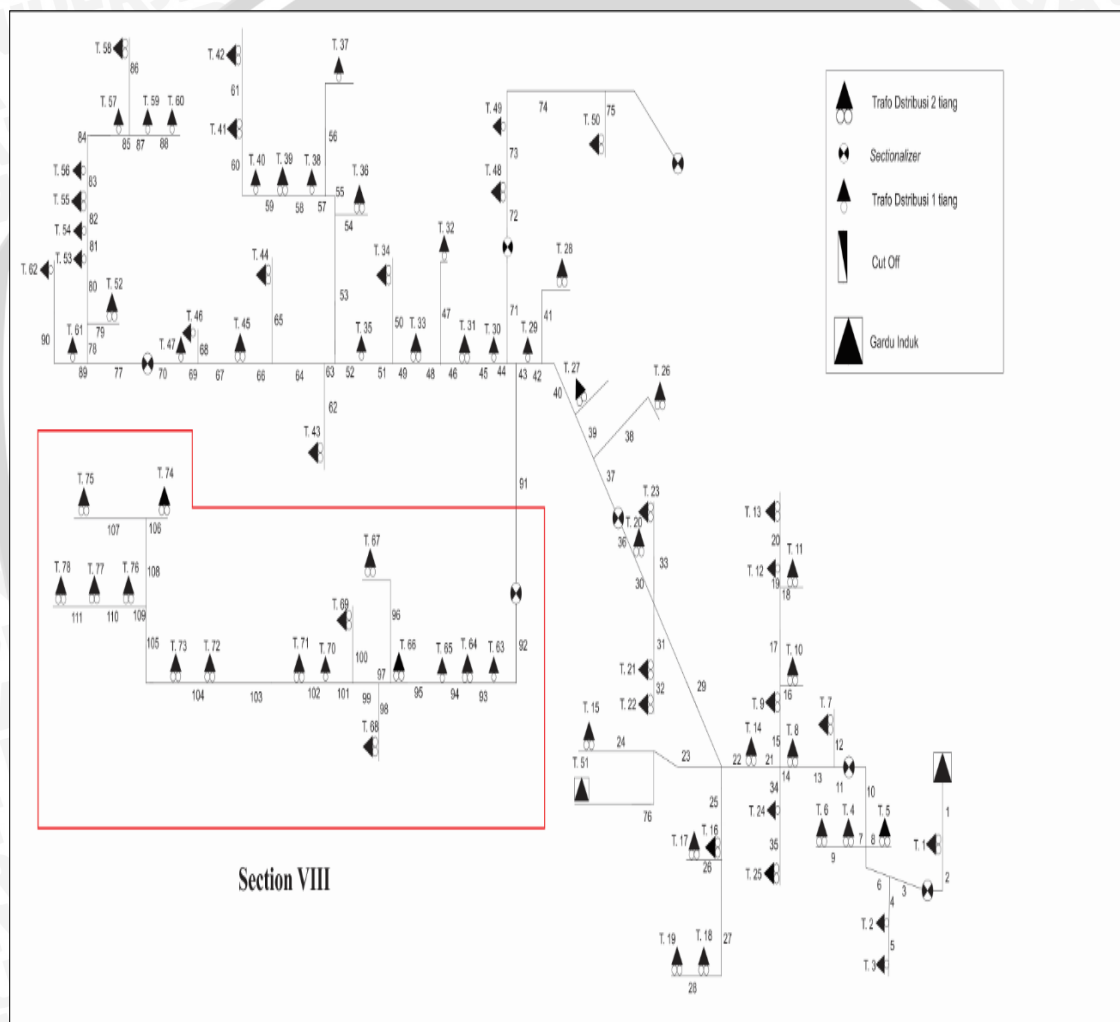 T. 58
86
T. 57
T. 59
T. 60
84
85
87
88
T. 56
83
T. 55
82
T. 54
81
T. 53
T. 62
80
T. 52
79
T. 61
78
90
89
77
70
T. 42
61
T. 41
60
T. 40
T. 39
T. 38
59
58
57
T. 37
56
55
T. 36
54
T. 44
65
T. 46
T. 47
68
T. 45
69
67
66
64
63
53
62
T. 43
T. 34
50
T. 35
52
51
T. 33
49
48
T. 32
47
T. 31
46
T. 30
45
44
T. 49
73
T. 48
72
74
75
T. 50
71
T. 29
43
42
T. 28
41
40
T. 27
39
T. 26
38
37
Trafo Dstribusi 2 tiang
Sectionalizer
Trafo Dstribusi 1 tiang
Cut Off
Gardu Induk
91
92
T. 75
T. 74
107
106
T. 78
T. 77
T. 76
108
111
110
109
105
T. 73
T. 72
104
103
T. 71
T. 70
102
101
T. 69
100
99
T. 67
96
97
98
T. 68
T. 66
95
T. 65
T. 64
T. 63
94
93
Section VIII
T. 23
T. 20
36
33
30
31
T. 21
32
T. 22
29
T. 15
24
T. 51
23
76
22
25
T. 17
T. 16
26
27
T. 19
T. 18
28
T. 13
20
T. 11
T. 12
19
18
17
T. 10
16
T. 9
T. 7
T. 14
T. 8
15
12
21
14
13
11
34
T. 24
35
T. 25
10
T. 6
T. 4
T. 5
7
8
9
1
T. 1
2
6
3
4
T. 2
5
T. 3